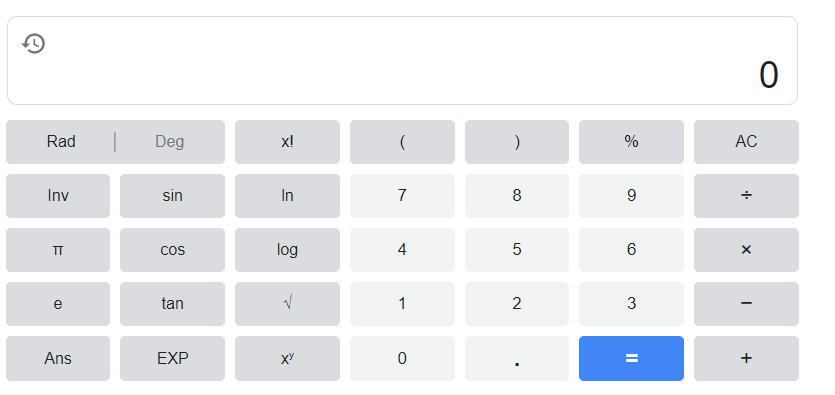 0
Rad | Deg x! ( ) % AC
Inv sin ln 7 8 9 ÷
π cos log 4 5 6 ×
e tan √ 1 2 3 −
Ans EXP xʸ 0 . = +